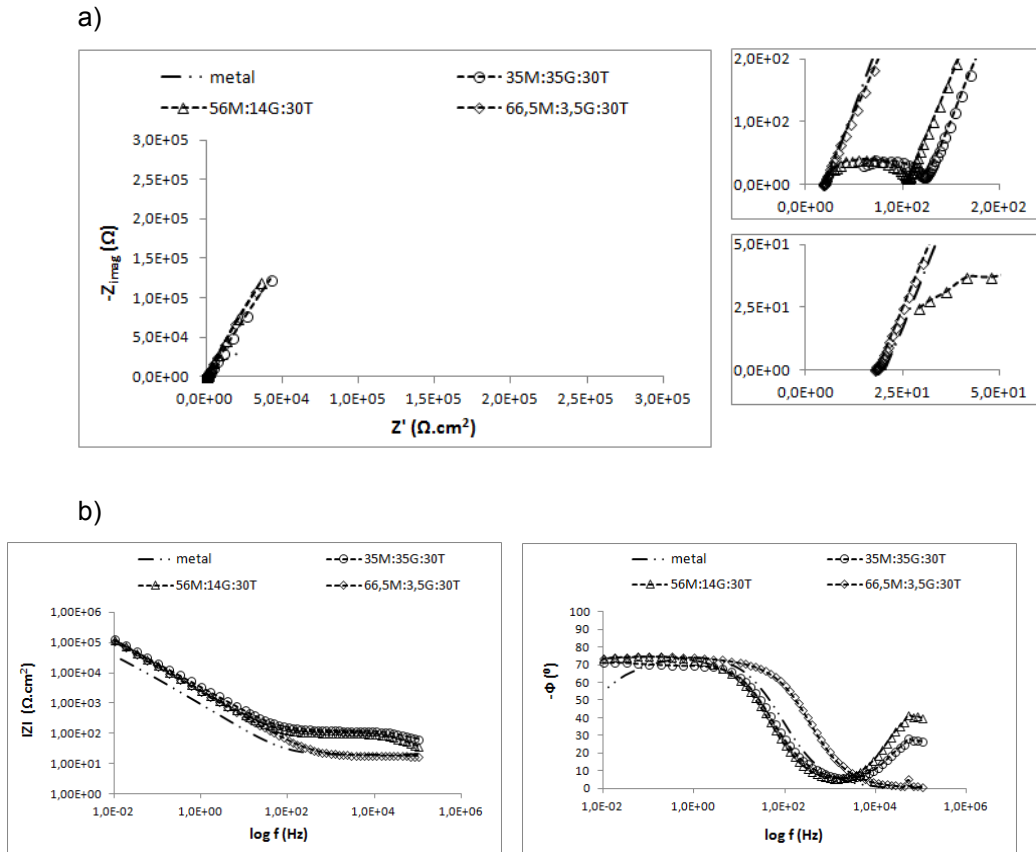 a)
metal
35M:35G:30T
56M:14G:30T
66,5M:3,5G:30T
3,0E+05
2,5E+05
2,0E+05
1,5E+05
1,0E+05
5,0E+04
0,0E+00
-Zimag (Ω)
0,0E+00 5,0E+04 1,0E+05 1,5E+05 2,0E+05 2,5E+05 3,0E+05
Z' (Ω.cm²)
2,0E+02
1,0E+02
0,0E+00
0,0E+00 1,0E+02 2,0E+02
5,0E+01
2,5E+01
0,0E+00
0,0E+00 2,5E+01 5,0E+01
b)
metal
35M:35G:30T
56M:14G:30T
66,5M:3,5G:30T
1,00E+06
1,00E+05
1,00E+04
1,00E+03
1,00E+02
1,00E+01
1,00E+00
IZI (Ω.cm²)
1,0E-02 1,0E+00 1,0E+02 1,0E+04 1,0E+06
log f (Hz)
metal
35M:35G:30T
56M:14G:30T
66,5M:3,5G:30T
90
80
70
60
50
40
30
20
10
0
-Φ (º)
1,0E-02 1,0E+00 1,0E+02 1,0E+04 1,0E+06
log f (Hz)